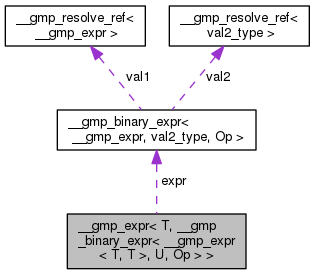 __gmp_resolve_ref<
__gmp_expr >
__gmp_resolve_ref<
val2_type >
val1
val2
__gmp_binary_expr<
__gmp_expr, val2_type, Op >
expr
__gmp_expr< T, __gmp
_binary_expr< __gmp_expr
< T, T >, U, Op > >